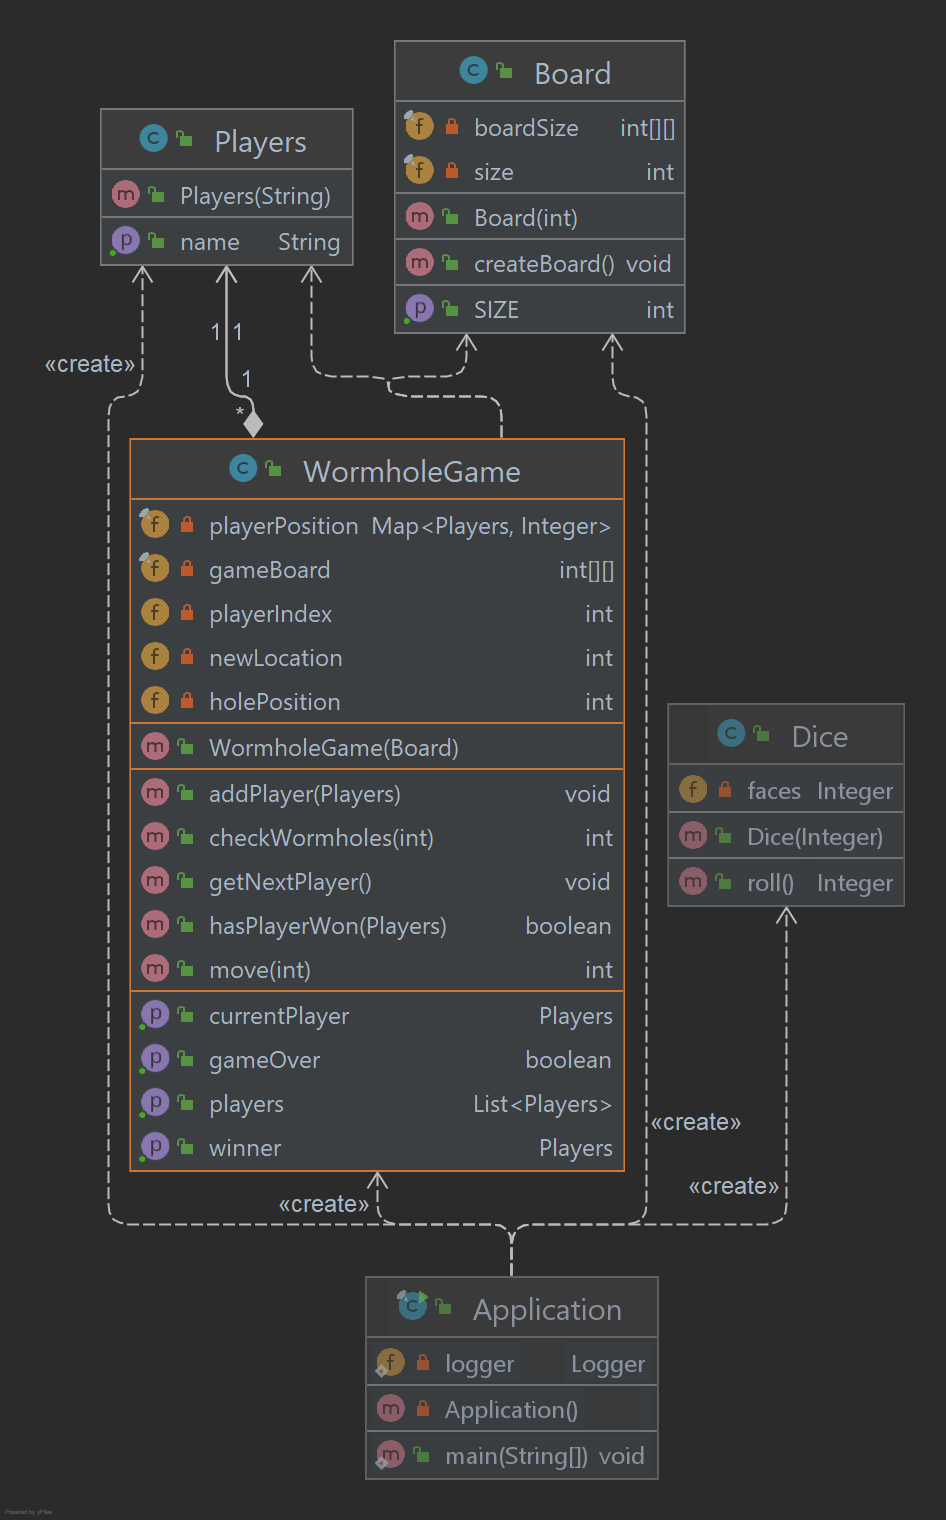 C Board
f boardSize int[][]
f size int
m Board(int)
m createBoard() void
p SIZE int
C Players
m Players(String)
p name String
«create»
1 1
1
*
C WormholeGame
f playerPosition Map<Players, Integer>
f gameBoard int[][]
f playerIndex int
f newLocation int
f holePosition int
m WormholeGame(Board)
m addPlayer(Players) void
m checkWormholes(int) int
m getNextPlayer() void
m hasPlayerWon(Players) boolean
m move(int) int
p currentPlayer Players
p gameOver boolean
p players List<Players>
p winner Players
C Dice
f faces Integer
m Dice(Integer)
m roll() Integer
«create»
«create»
«create»
C Application
f logger Logger
m Application()
m main(String[]) void
Powered by yFiles